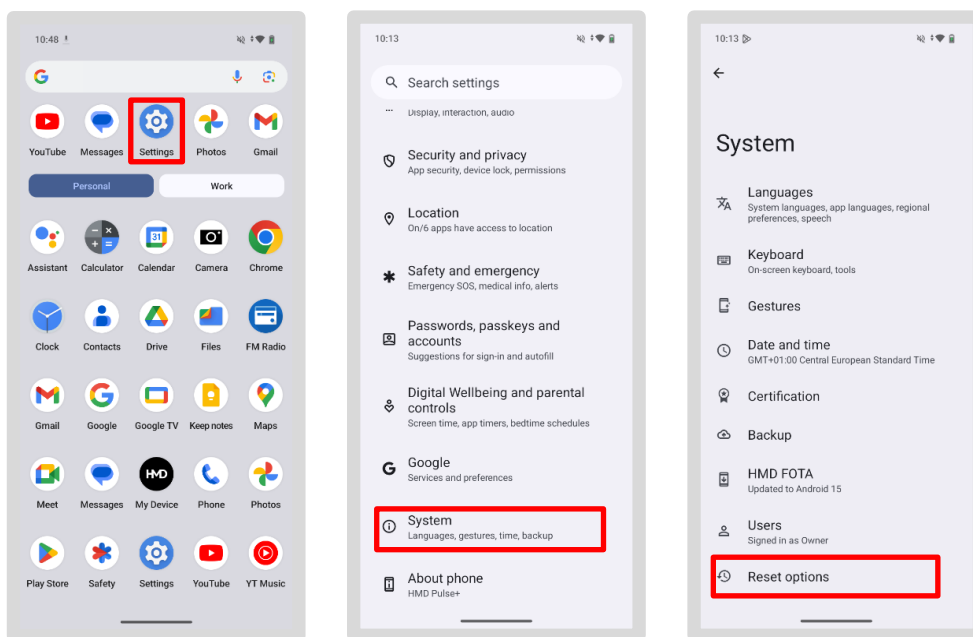 10:48
YouTube Messages Settings Photos Gmail
Personal Work
31
Assistant Calculator Calendar Camera Chrome
Clock Contacts Drive Files FM Radio
Gmail Google Google TV Keep notes Maps
HMD
Meet Messages My Device Phone Photos
Play Store Safety Settings YouTube YT Music
10:13
Search settings
Display, interaction, audio
Security and privacy
App security, device lock, permissions
Location
On/6 apps have access to location
Safety and emergency
Emergency SOS, medical info, alerts
Passwords, passkeys and
accounts
Suggestions for sign-in and autofill
Digital Wellbeing and parental
controls
Screen time, app timers, bedtime schedules
Google
Services and preferences
System
Languages, gestures, time, backup
About phone
HMD Pulse+
10:13
System
Languages
System languages, app languages, regional
preferences, speech
Keyboard
On-screen keyboard, tools
Gestures
Date and time
GMT+01:00 Central European Standard Time
Certification
Backup
HMD FOTA
Updated to Android 15
Users
Signed in as Owner
Reset options